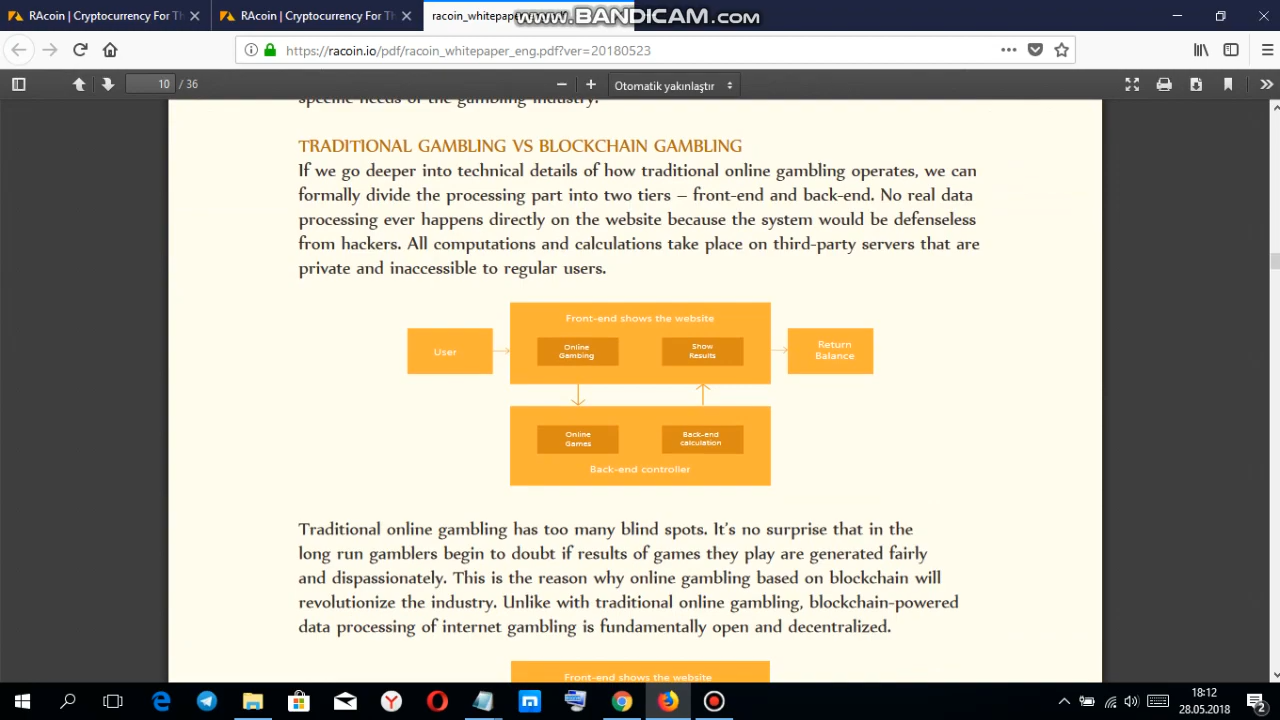 RAcoin | Cryptocurrency For Th
RAcoin | Cryptocurrency For Th
racoin_whitepaper
www.BANDICAM.com
https://racoin.io/pdf/racoin_whitepaper_eng.pdf?ver=20180523
10 / 36
Otomatik yakınlaştır
specific needs of the gambling industry.
TRADITIONAL GAMBLING VS BLOCKCHAIN GAMBLING
If we go deeper into technical details of how traditional online gambling operates, we can
formally divide the processing part into two tiers – front-end and back-end. No real data
processing ever happens directly on the website because the system would be defenseless
from hackers. All computations and calculations take place on third-party servers that are
private and inaccessible to regular users.
Front-end shows the website
User
Online
Gambing
Show
Results
Return
Balance
Online
Games
Back-end
calculation
Back-end controller
Traditional online gambling has too many blind spots. It’s no surprise that in the
long run gamblers begin to doubt if results of games they play are generated fairly
and dispassionately. This is the reason why online gambling based on blockchain will
revolutionize the industry. Unlike with traditional online gambling, blockchain-powered
data processing of internet gambling is fundamentally open and decentralized.
Front-end shows the website
18:12
28.05.2018
2